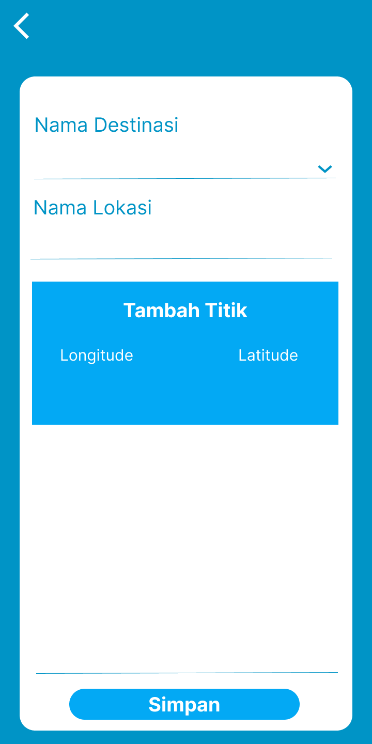 Nama Destinasi
Nama Lokasi
Tambah Titik
Longitude Latitude
Simpan